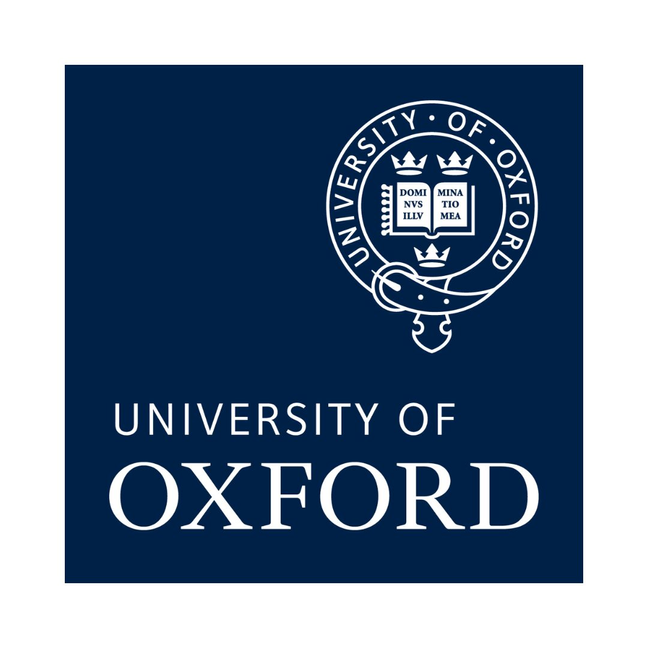 UNIVERSITY · OF · OXFORD
DOMI MINA
NVS TIO
ILLV MEA
UNIVERSITY OF
OXFORD